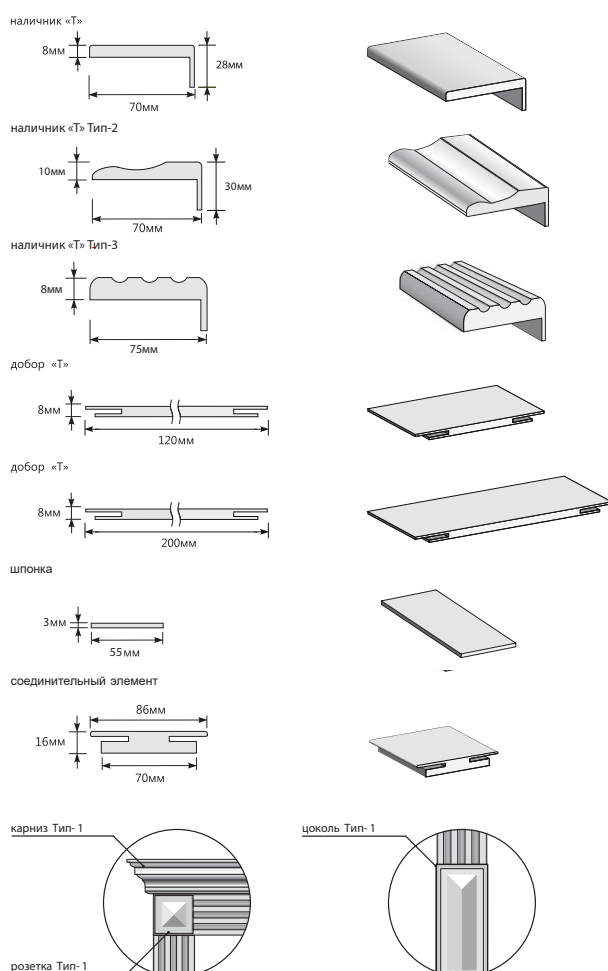 наличник «Т»
8мм
28мм
70мм
наличник «Т» Тип-2
10мм
30мм
70мм
наличник «Т» Тип-3
8мм
75мм
добор «Т»
8мм
120мм
добор «Т»
8мм
200мм
шпонка
3мм
55мм
соединительный элемент
86мм
16мм
70мм
карниз Тип-1
цоколь Тип-1
розетка Тип-1